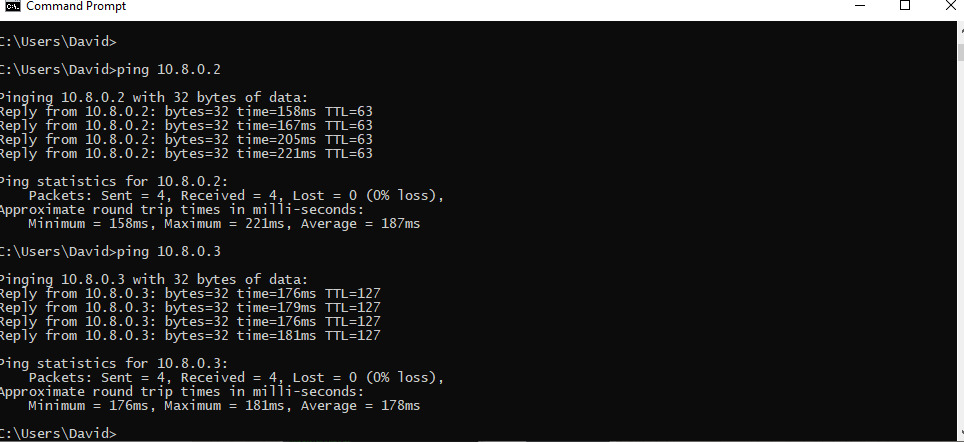 Command Prompt
C:\Users\David>
C:\Users\David>ping 10.8.0.2
Pinging 10.8.0.2 with 32 bytes of data:
Reply from 10.8.0.2: bytes=32 time=158ms TTL=63
Reply from 10.8.0.2: bytes=32 time=167ms TTL=63
Reply from 10.8.0.2: bytes=32 time=205ms TTL=63
Reply from 10.8.0.2: bytes=32 time=221ms TTL=63
Ping statistics for 10.8.0.2:
    Packets: Sent = 4, Received = 4, Lost = 0 (0% loss),
Approximate round trip times in milli-seconds:
    Minimum = 158ms, Maximum = 221ms, Average = 187ms
C:\Users\David>ping 10.8.0.3
Pinging 10.8.0.3 with 32 bytes of data:
Reply from 10.8.0.3: bytes=32 time=176ms TTL=127
Reply from 10.8.0.3: bytes=32 time=179ms TTL=127
Reply from 10.8.0.3: bytes=32 time=176ms TTL=127
Reply from 10.8.0.3: bytes=32 time=181ms TTL=127
Ping statistics for 10.8.0.3:
    Packets: Sent = 4, Received = 4, Lost = 0 (0% loss),
Approximate round trip times in milli-seconds:
    Minimum = 176ms, Maximum = 181ms, Average = 178ms
C:\Users\David>